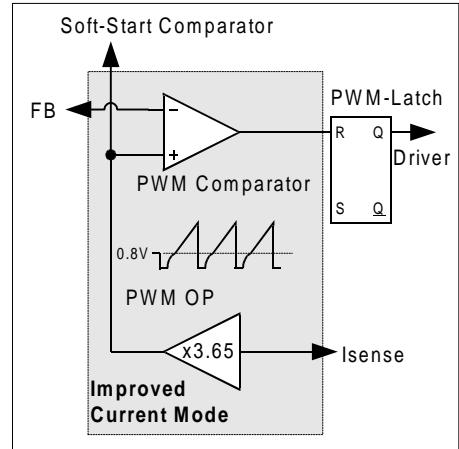 Soft-Start Comparator
FB
PWM-Latch
−
+
R Q
Driver
PWM Comparator
S Q
0.8V
PWM OP
x3.65
Isense
Improved
Current Mode